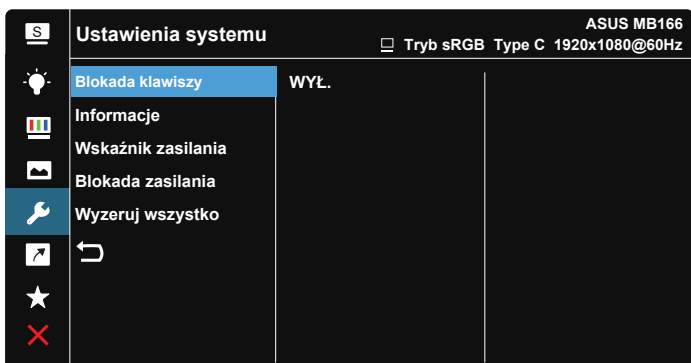 S
Ustawienia systemu
ASUS MB166
Tryb sRGB Type C 1920x1080@60Hz
Blokada klawiszy
WYŁ.
Informacje
Wskaźnik zasilania
Blokada zasilania
Wyzeruj wszystko